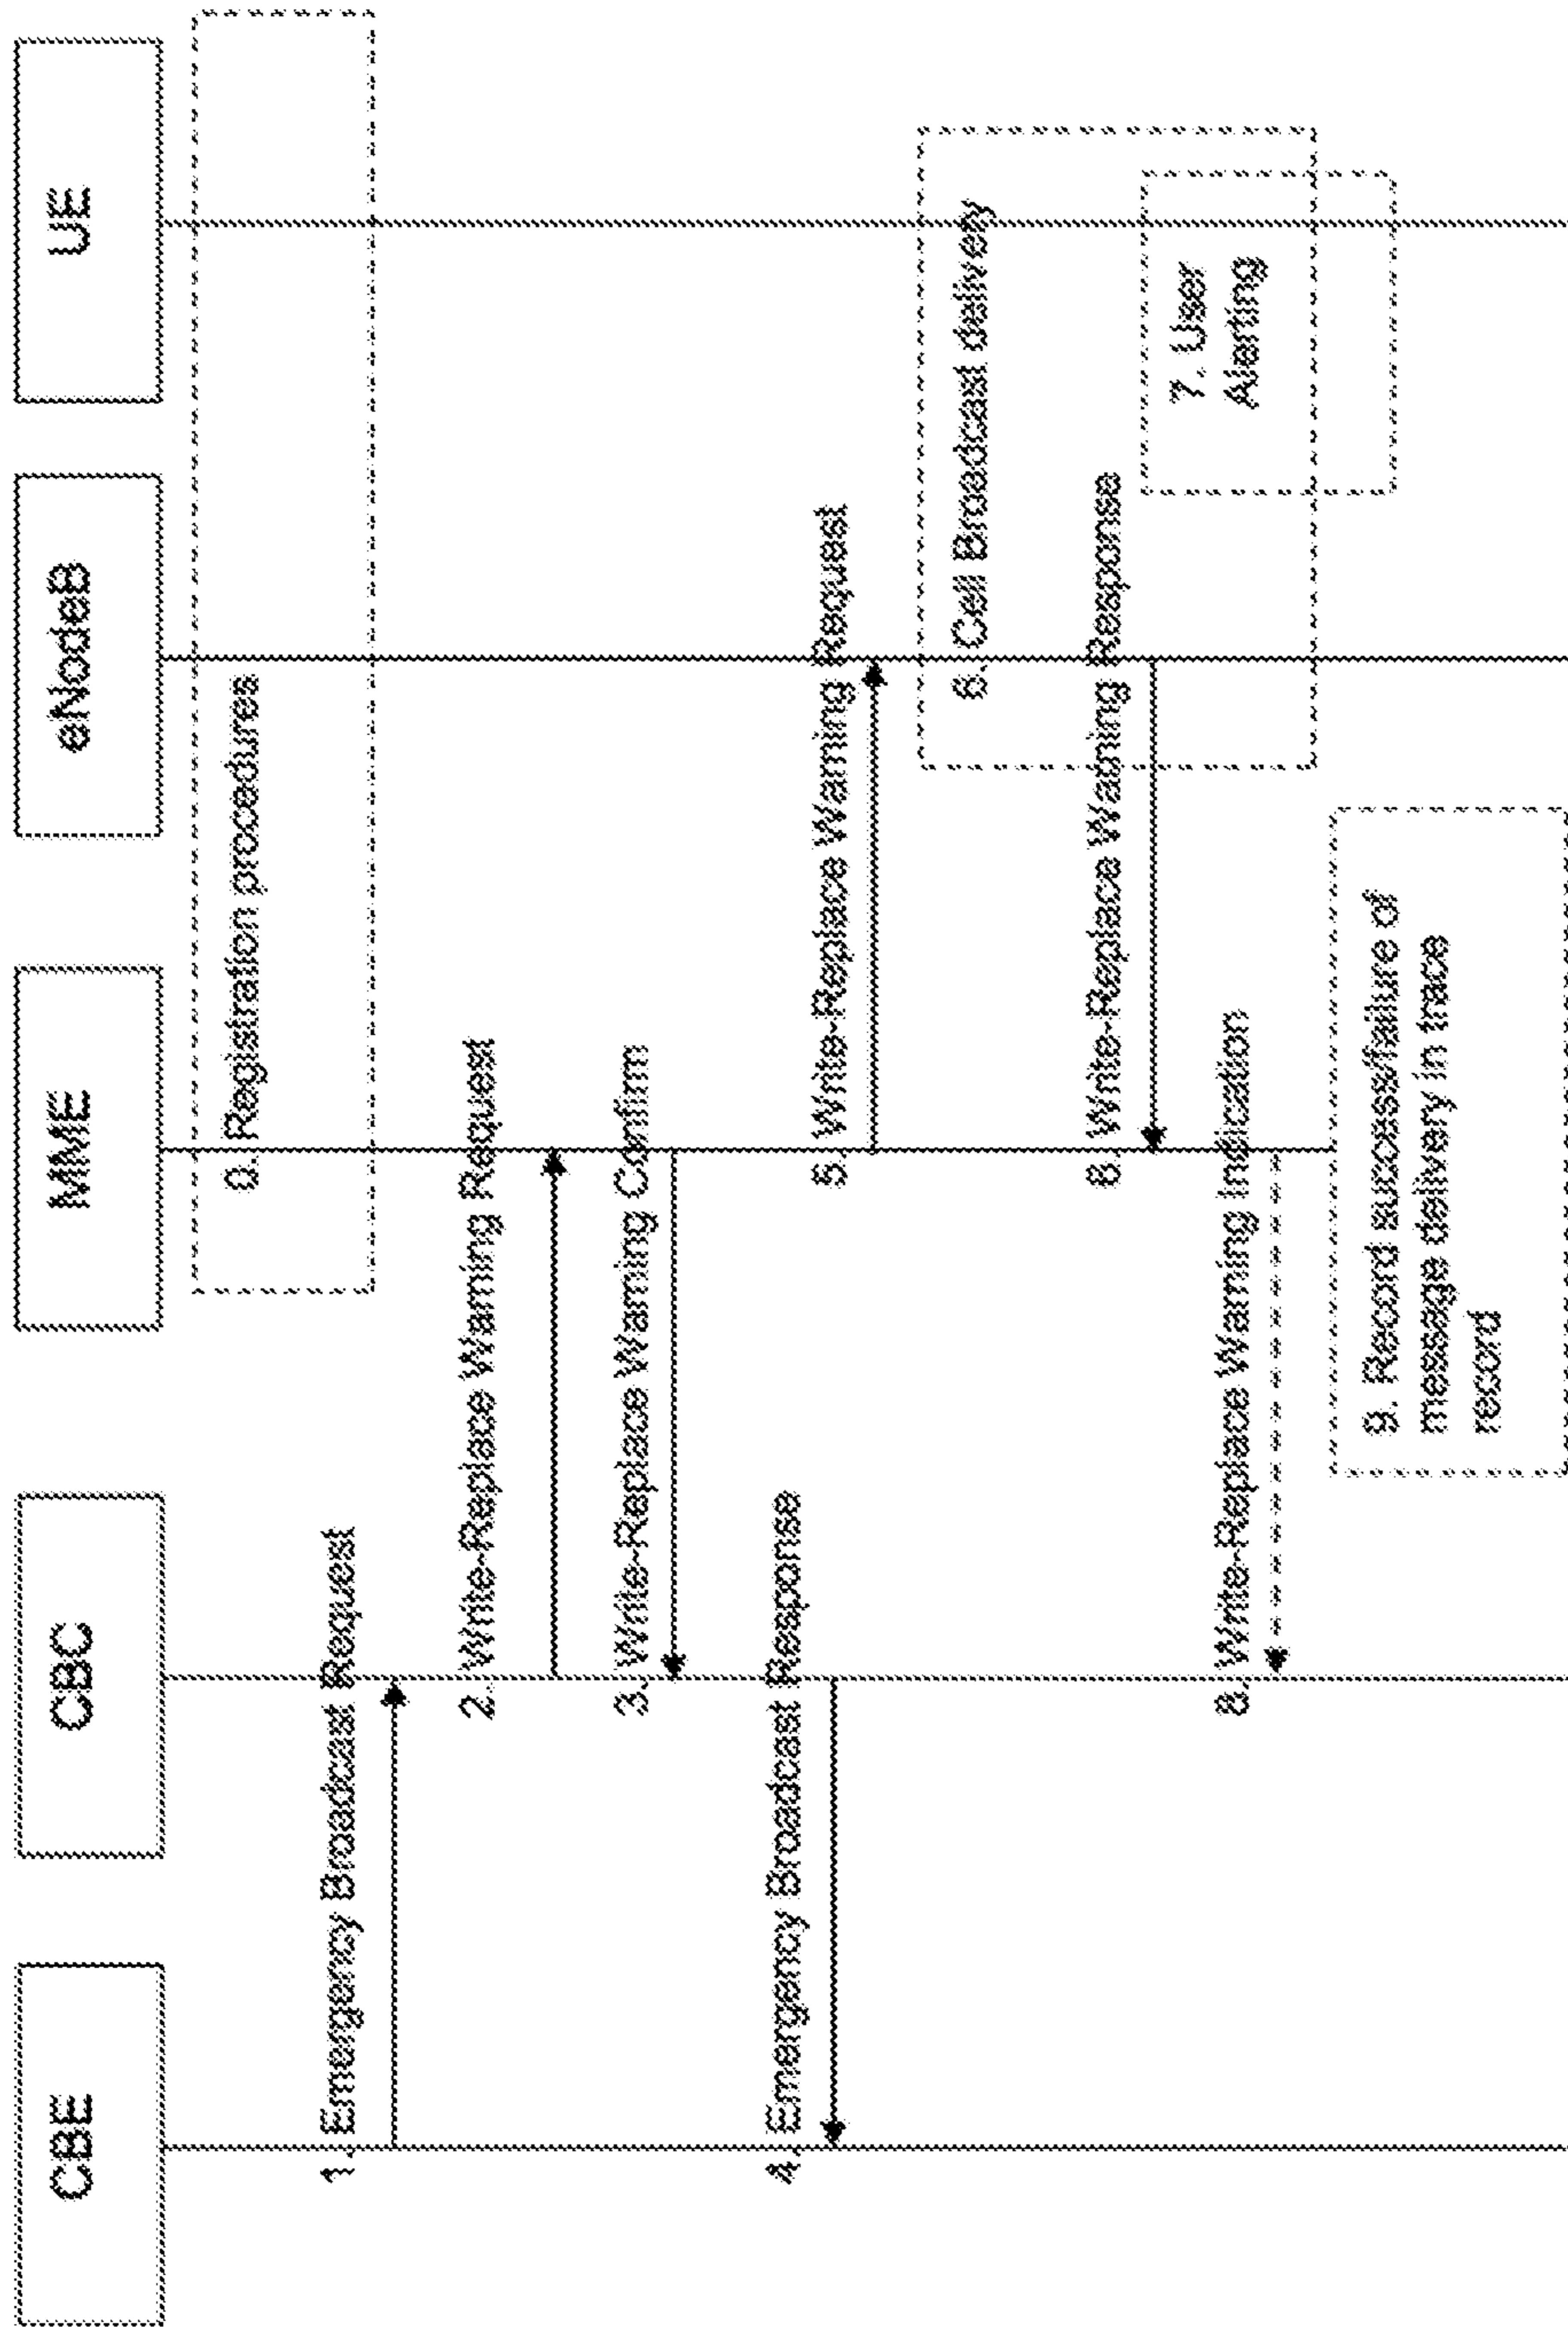 CBE
CBC
MME
eNodeB
UE
0. Registration procedures
1. Emergency Broadcast Request
2. Write-Replace Warning Request
3. Write-Replace Warning Confirm
4. Emergency Broadcast Response
5. Write-Replace Warning Request
6. Cell Broadcast delivery
6. Write-Replace Warning Response
7. User
Alerting
8. Write-Replace Warning Indication
9. Record success/failure of
message delivery in trace
record